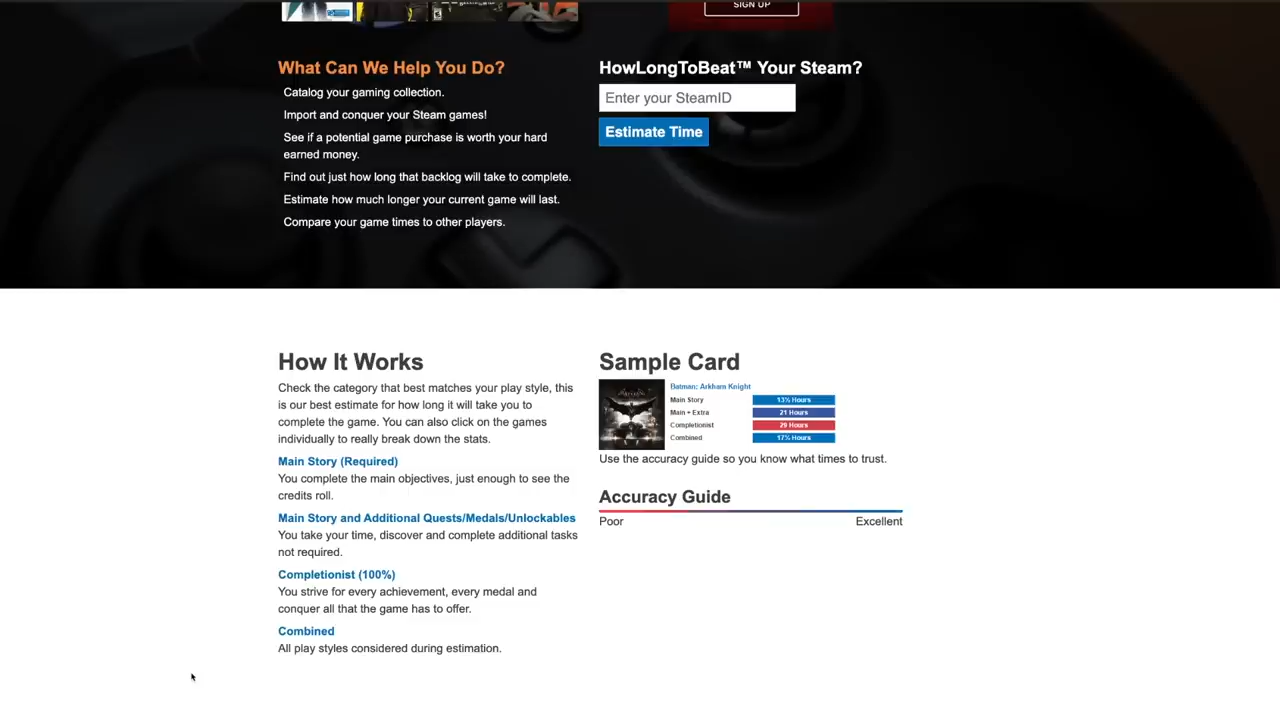 SIGN UP
What Can We Help You Do?
Catalog your gaming collection.
Import and conquer your Steam games!
See if a potential game purchase is worth your hard
earned money.
Find out just how long that backlog will take to complete.
Estimate how much longer your current game will last.
Compare your game times to other players.
HowLongToBeat™ Your Steam?
Enter your SteamID
Estimate Time
How It Works
Check the category that best matches your play style, this
is our best estimate for how long it will take you to
complete the game. You can also click on the games
individually to really break down the stats.
Main Story (Required)
You complete the main objectives, just enough to see the
credits roll.
Main Story and Additional Quests/Medals/Unlockables
You take your time, discover and complete additional tasks
not required.
Completionist (100%)
You strive for every achievement, every medal and
conquer all that the game has to offer.
Combined
All play styles considered during estimation.
Sample Card
Batman: Arkham Knight
Main Story 13½ Hours
Main + Extra 21 Hours
Completionist 29 Hours
Combined 17½ Hours
Use the accuracy guide so you know what times to trust.
Accuracy Guide
Poor Excellent